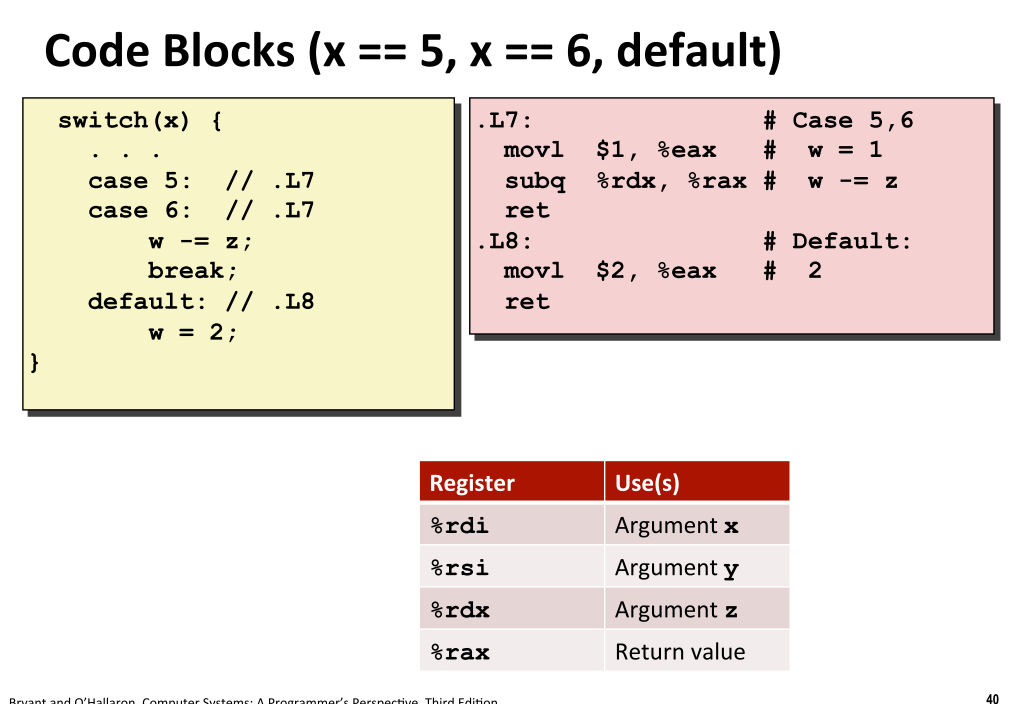 Code Blocks (x == 5, x == 6, default)
switch(x) {
. . .
case 5:  // .L7
case 6:  // .L7
w -= z;
break;
default: // .L8
w = 2;
}
.L7:               # Case 5,6
movl  $1, %eax   #  w = 1
subq  %rdx, %rax #  w -= z
ret
.L8:               # Default:
movl  $2, %eax   #  2
ret
Register Use(s)
%rdi Argument x
%rsi Argument y
%rdx Argument z
%rax Return value
Bryant and O'Hallaron, Computer Systems: A Programmer's Perspective, Third Edition
40